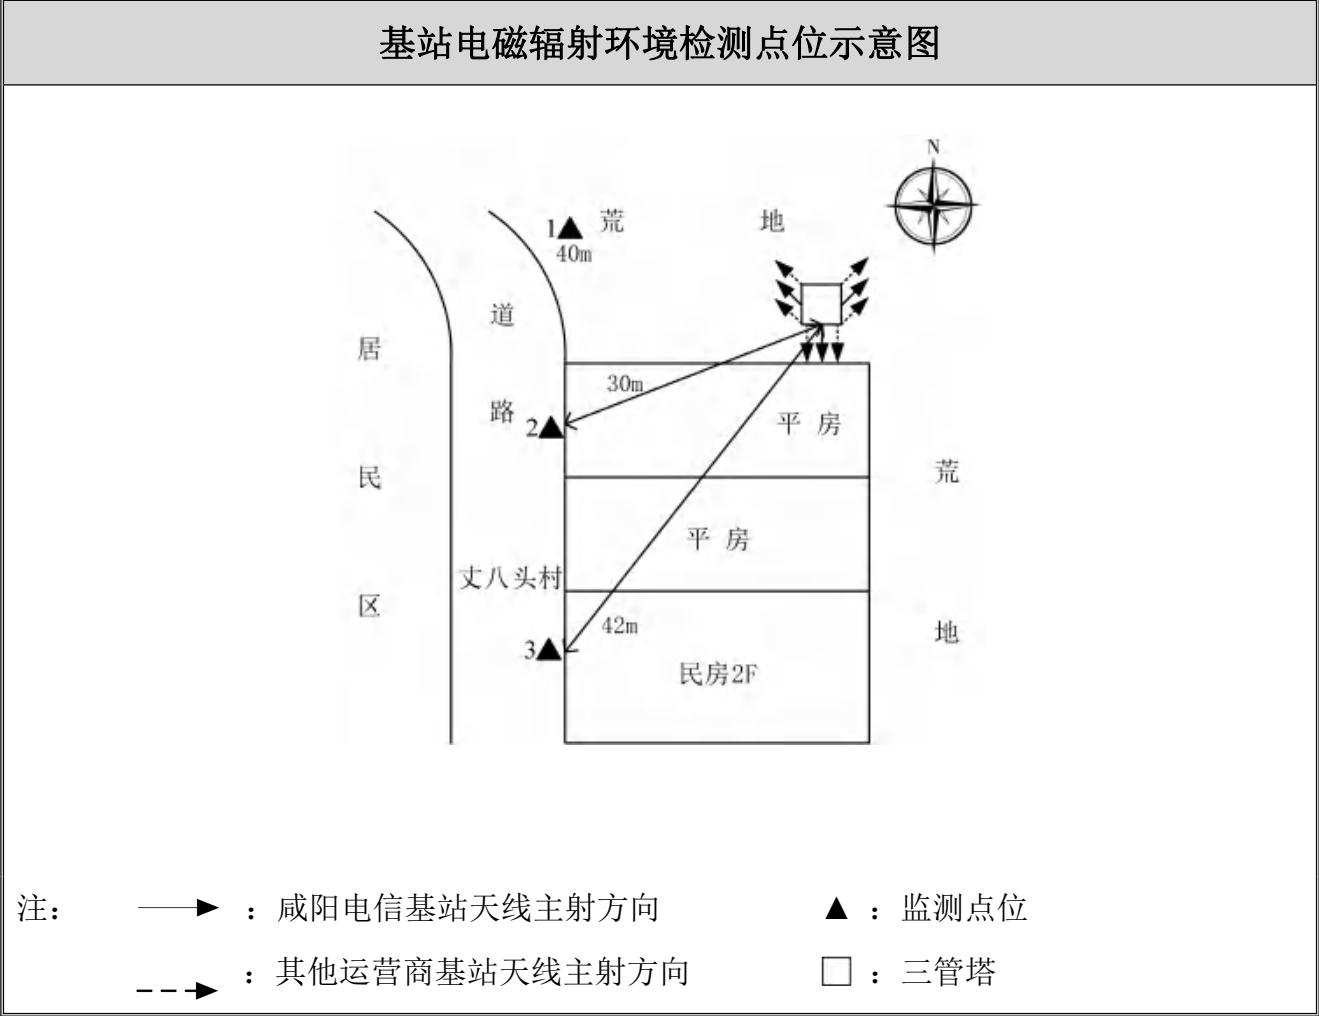 基站电磁辐射环境检测点位示意图
N
1 荒 地
40m
道
居
30m
路
2
平 房
民
荒
平 房
丈八头村
区
42m
地
3
民房2F
注： ：咸阳电信基站天线主射方向 ：监测点位
：其他运营商基站天线主射方向 ：三管塔